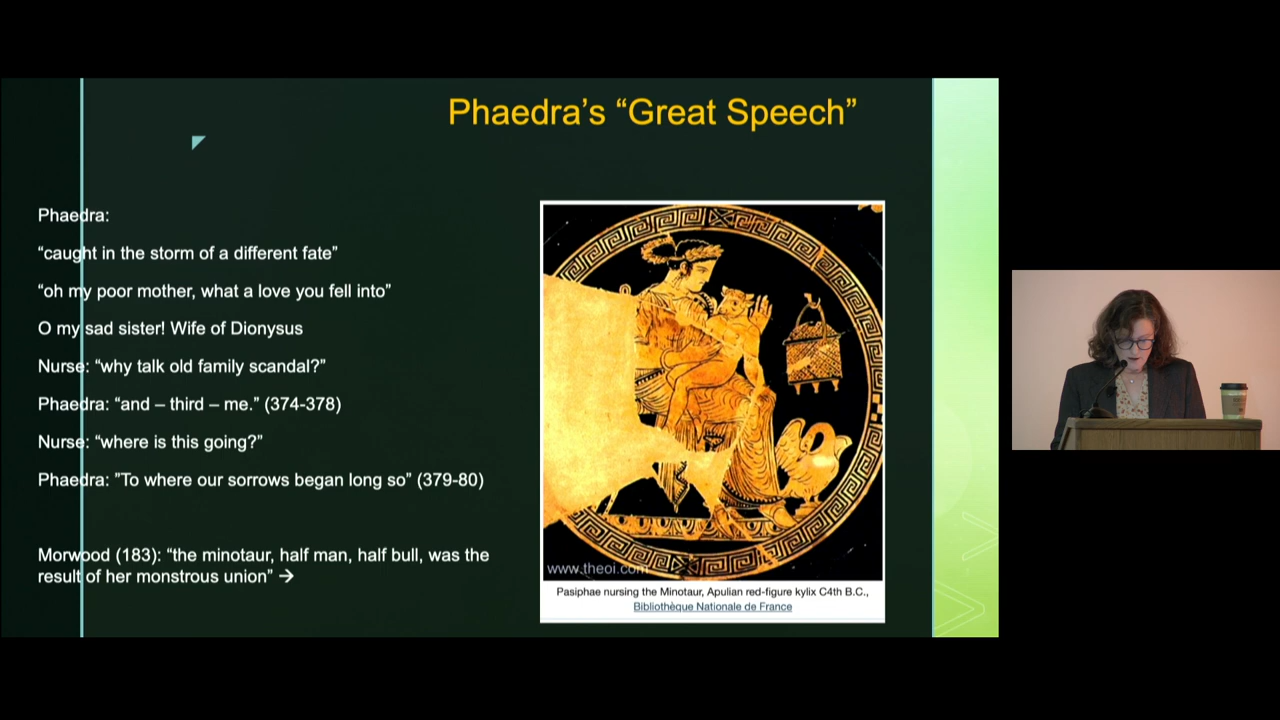 Phaedra's “Great Speech”
Phaedra:
“caught in the storm of a different fate”
“oh my poor mother, what a love you fell into”
O my sad sister! Wife of Dionysus
Nurse: “why talk old family scandal?”
Phaedra: “and – third – me.” (374-378)
Nurse: “where is this going?”
Phaedra: ”To where our sorrows began long so” (379-80)
Morwood (183): “the minotaur, half man, half bull, was the
result of her monstrous union” →
www.theoi.com
Pasiphae nursing the Minotaur, Apulian red-figure kylix C4th B.C.,
Bibliothèque Nationale de France